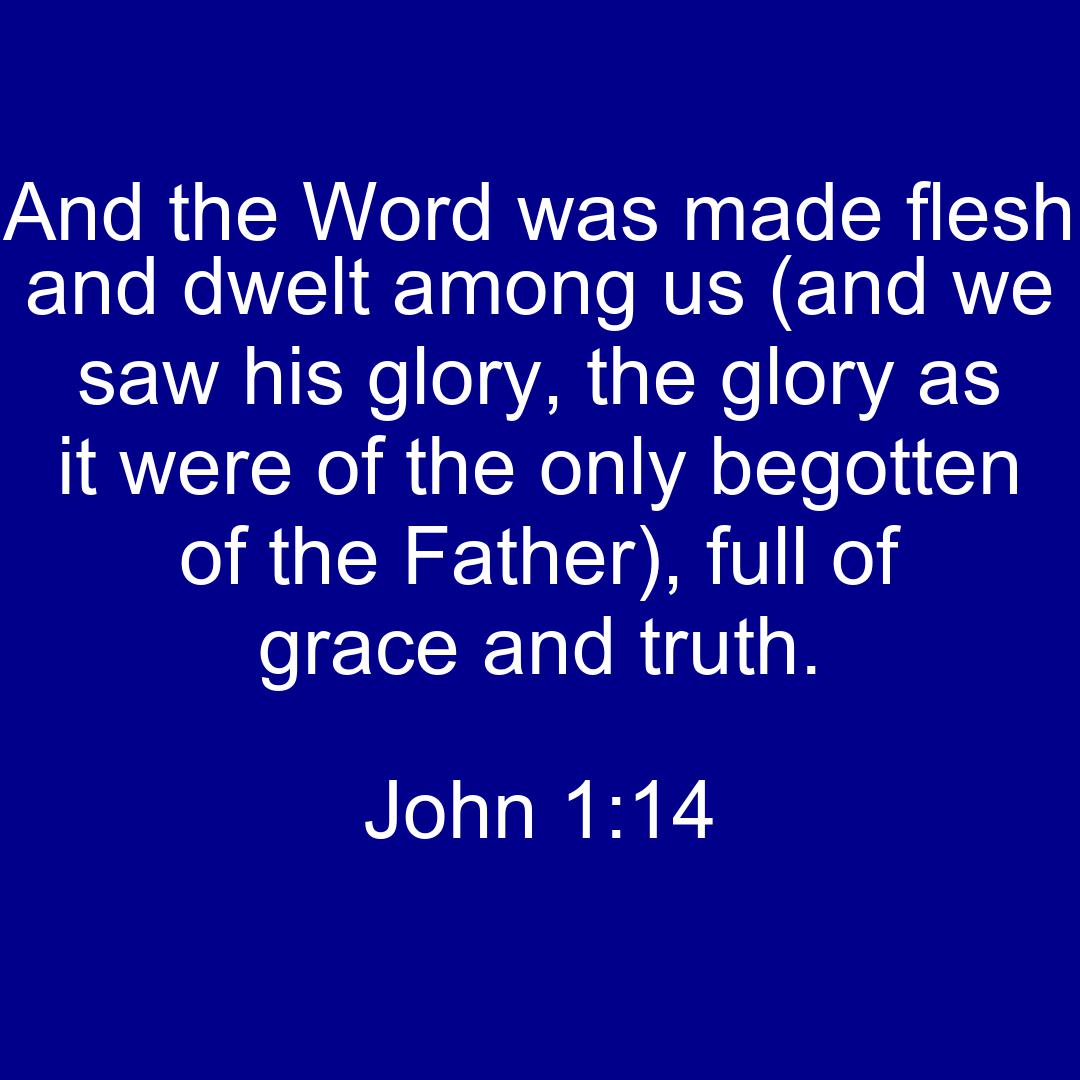 And the Word was made flesh
and dwelt among us (and we
saw his glory, the glory as
it were of the only begotten
of the Father), full of
grace and truth.
John 1:14